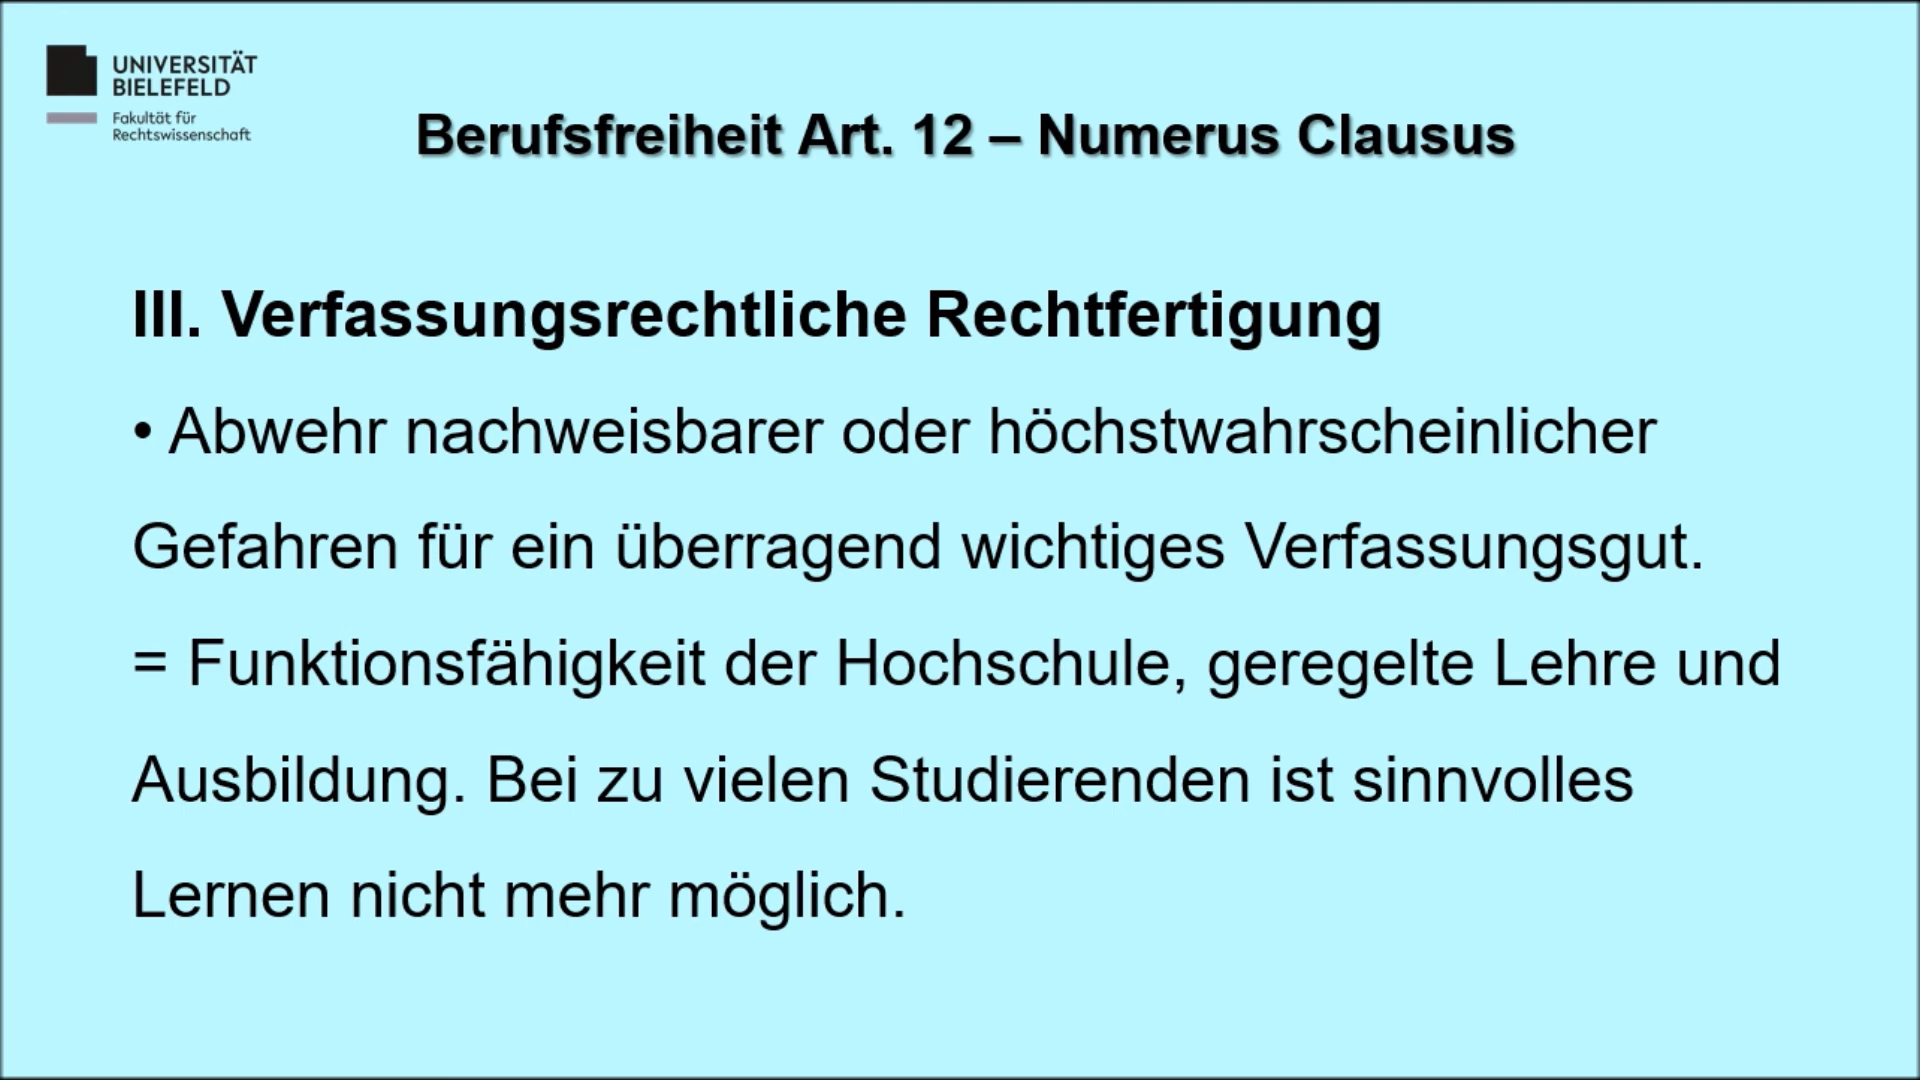 UNIVERSITÄT
BIELEFELD
Fakultät für
Rechtswissenschaft
Berufsfreiheit Art. 12 – Numerus Clausus
III. Verfassungsrechtliche Rechtfertigung
• Abwehr nachweisbarer oder höchstwahrscheinlicher
Gefahren für ein überragend wichtiges Verfassungsgut.
= Funktionsfähigkeit der Hochschule, geregelte Lehre und
Ausbildung. Bei zu vielen Studierenden ist sinnvolles
Lernen nicht mehr möglich.